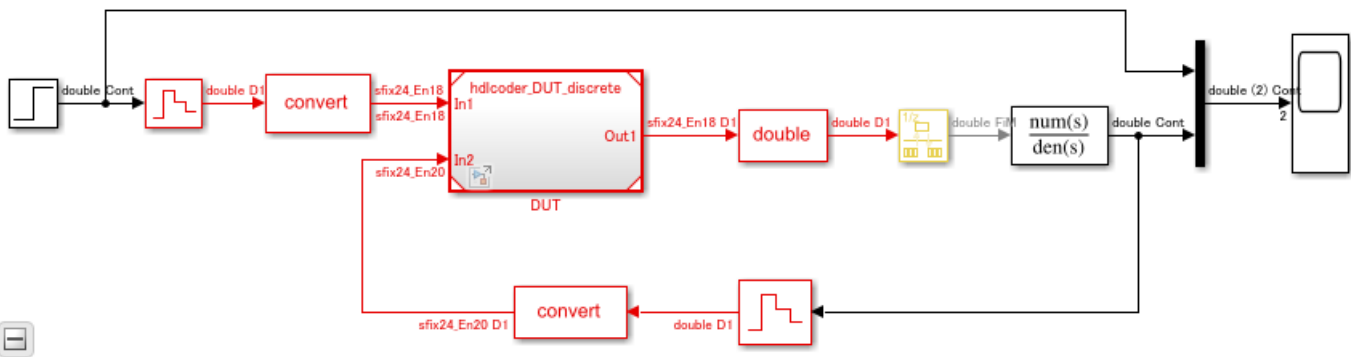 double Cont
double D1
convert
sfix24_En18
sfix24_En18
hdlcoder_DUT_discrete
In1
In2
Out1
DUT
sfix24_En20
sfix24_En18 D1
double
double D1
1/z
double FiM
num(s)
den(s)
double Cont
double (2) Cont
2
convert
sfix24_En20 D1
double D1